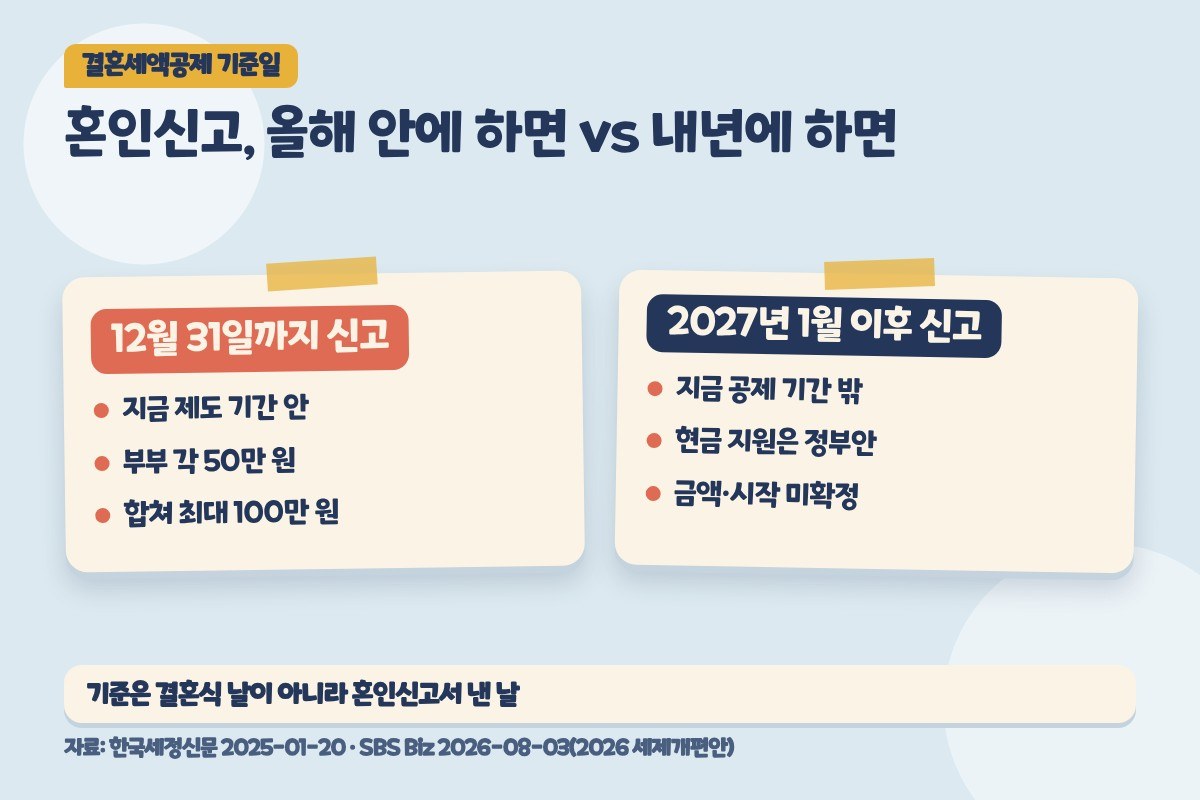 결혼세액공제 기준일
혼인신고, 올해 안에 하면 vs 내년에 하면
12월 31일까지 신고
지금 제도 기간 안
부부 각 50만 원
합쳐 최대 100만 원
2027년 1월 이후 신고
지금 공제 기간 밖
현금 지원은 정부안
금액·시작 미확정
기준은 결혼식 날이 아니라 혼인신고서 낸 날
자료: 한국세정신문 2025-01-20 · SBS Biz 2026-08-03(2026 세제개편안)